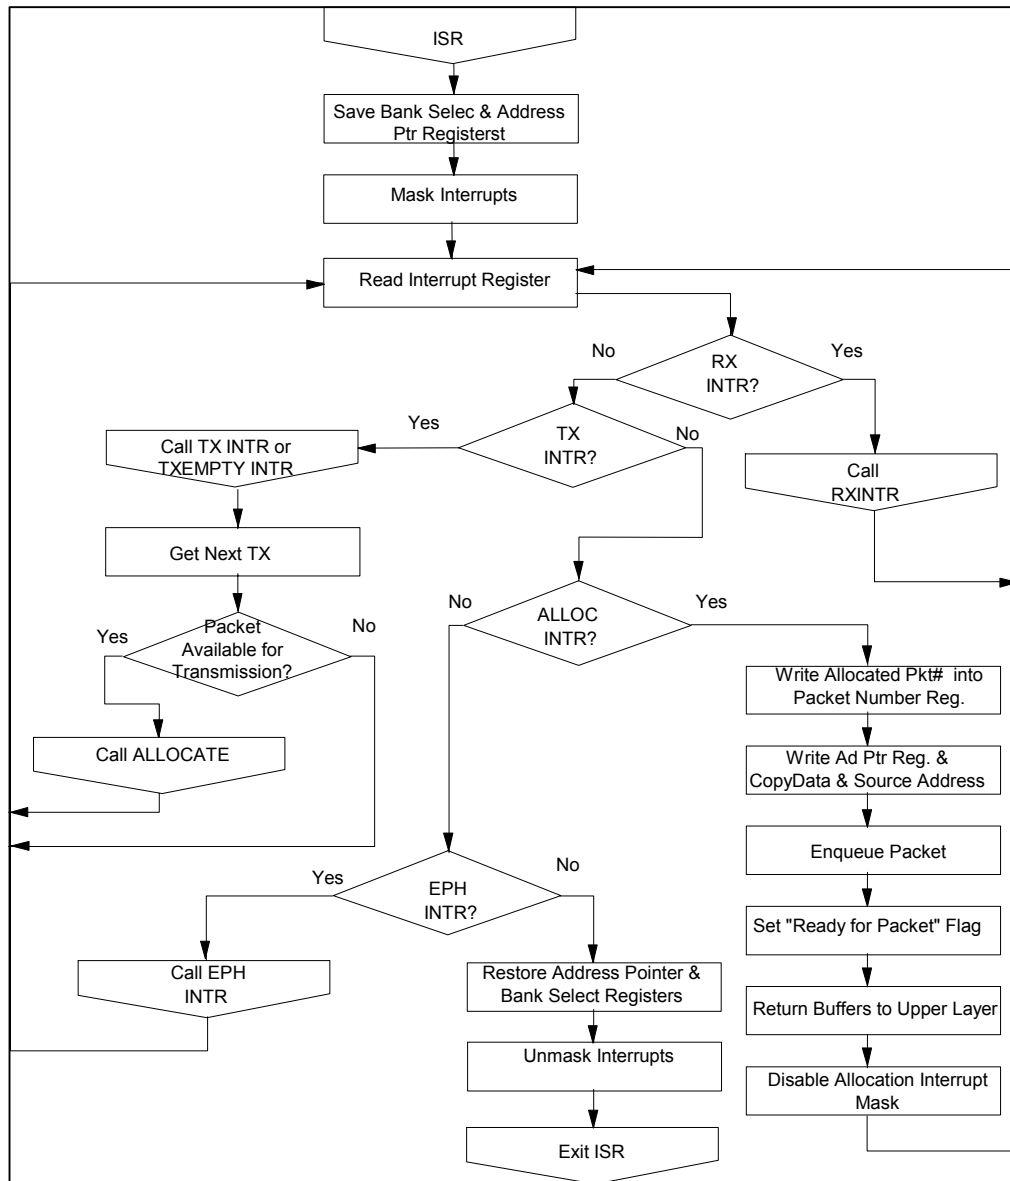 ISR
Save Bank Selec & Address
Ptr Registerst
Mask Interrupts
Read Interrupt Register
No
RX
INTR?
Yes
Yes
TX
INTR?
No
Call TX INTR or
TXEMPTY INTR
Call
RXINTR
Get Next TX
No
ALLOC
INTR?
Yes
Yes
Packet
Available for
Transmission?
No
Write Allocated Pkt# into
Packet Number Reg.
Call ALLOCATE
Write Ad Ptr Reg. &
CopyData & Source Address
Enqueue Packet
Yes
EPH
INTR?
No
Set "Ready for Packet" Flag
Call EPH
INTR
Restore Address Pointer &
Bank Select Registers
Return Buffers to Upper Layer
Unmask Interrupts
Disable Allocation Interrupt
Mask
Exit ISR